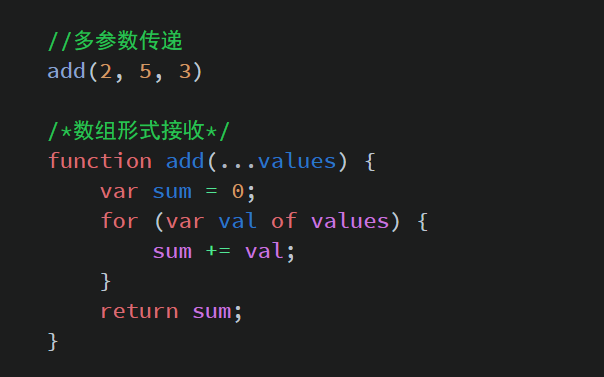 //多参数传递
add(2, 5, 3)
/*数组形式接收*/
function add(...values) {
    var sum = 0;
    for (var val of values) {
        sum += val;
    }
    return sum;
}